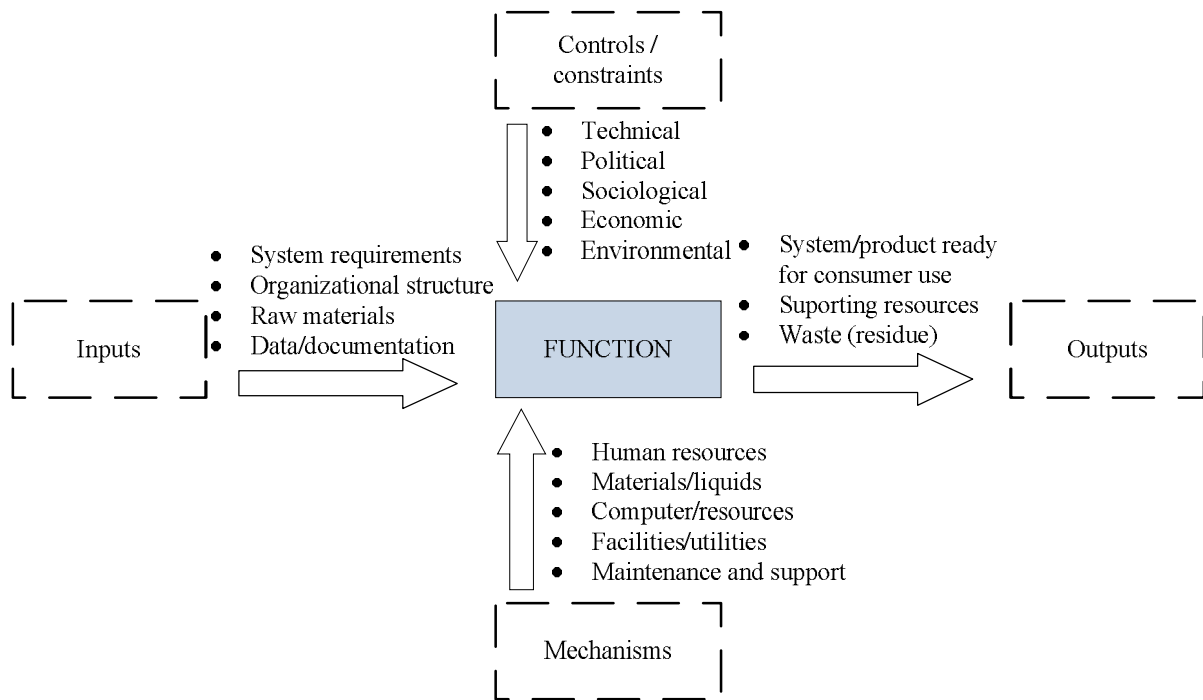 Controls /
constraints
• Technical
• Political
• Sociological
• Economic
• Environmental
• System requirements
• Organizational structure
• Raw materials
• Data/documentation
Inputs
FUNCTION
• System/product ready
for consumer use
• Suporting resources
• Waste (residue)
Outputs
• Human resources
• Materials/liquids
• Computer/resources
• Facilities/utilities
• Maintenance and support
Mechanisms